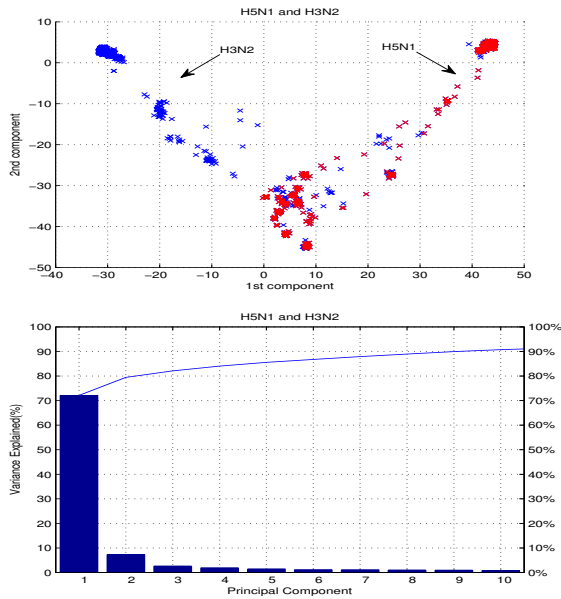 H5N1 and H3N2
10
0
−10
−20
−30
−40
−50
2nd component
H3N2
H5N1
−40 −30 −20 −10 0 10 20 30 40 50
1st component
H5N1 and H3N2
100
90
80
70
60
50
40
30
20
10
0
Variance Explained(%)
100%
90%
80%
70%
60%
50%
40%
30%
20%
10%
0%
1 2 3 4 5 6 7 8 9 10
Principal Component